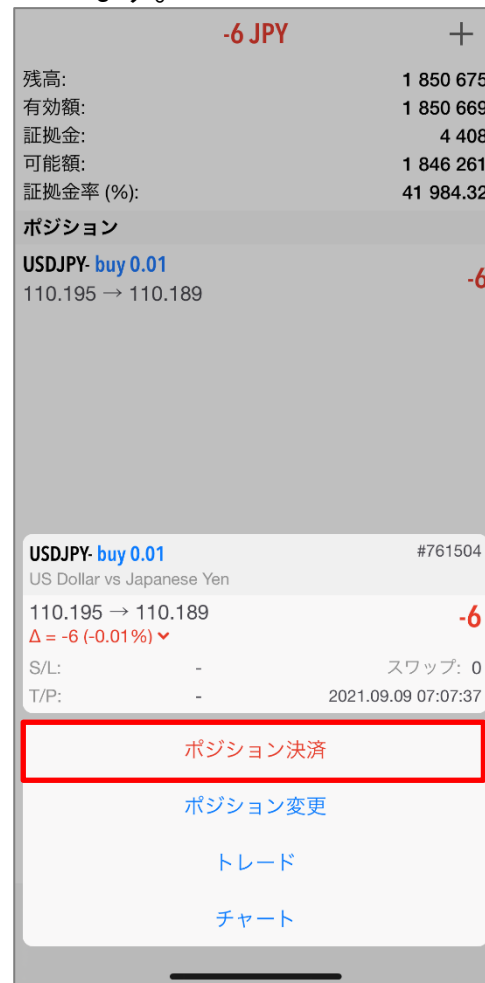 -6 JPY +
残高: 1 850 675
有効額: 1 850 669
証拠金: 4 408
可能額: 1 846 261
証拠金率 (%): 41 984.32
ポジション
USDJPY- buy 0.01
110.195 → 110.189 -6
USDJPY- buy 0.01 #761504
US Dollar vs Japanese Yen
110.195 → 110.189 -6
Δ = -6 (-0.01%)
S/L: - スワップ: 0
T/P: - 2021.09.09 07:07:37
ポジション決済
ポジション変更
トレード
チャート